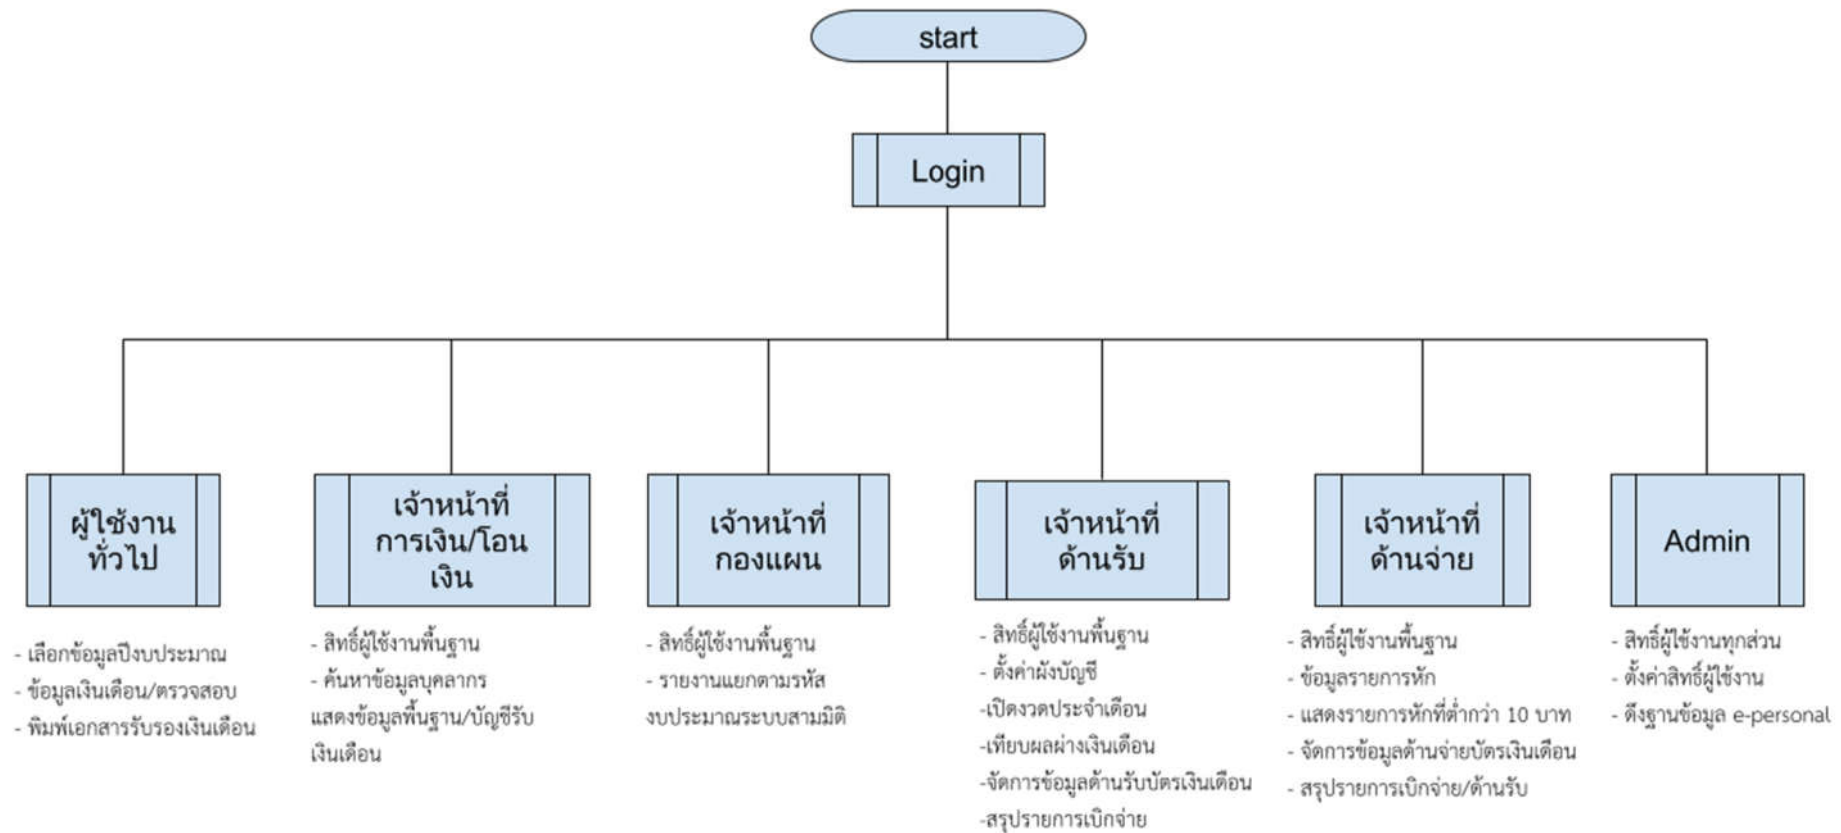 start
Login
ผู้ใช้งาน
ทั่วไป
เจ้าหน้าที่
การเงิน/โอน
เงิน
เจ้าหน้าที่
กองแผน
เจ้าหน้าที่
ด้านรับ
เจ้าหน้าที่
ด้านจ่าย
Admin
- เลือกข้อมูลปีงบประมาณ
- ข้อมูลเงินเดือน/ตรวจสอบ
- พิมพ์เอกสารรับรองเงินเดือน
- สิทธิ์ผู้ใช้งานพื้นฐาน
- ค้นหาข้อมูลบุคลากร
แสดงข้อมูลพื้นฐาน/บัญชีรับ
เงินเดือน
- สิทธิ์ผู้ใช้งานพื้นฐาน
- รายงานแยกตามรหัส
งบประมาณระบบสามมิติ
- สิทธิ์ผู้ใช้งานพื้นฐาน
- ตั้งค่าผังบัญชี
-เปิดงวดประจำเดือน
-เทียบผลผ่างเงินเดือน
-จัดการข้อมูลด้านรับบัตรเงินเดือน
-สรุปรายการเบิกจ่าย
- สิทธิ์ผู้ใช้งานพื้นฐาน
- ข้อมูลรายการหัก
- แสดงรายการหักที่ต่ำกว่า 10 บาท
- จัดการข้อมูลด้านจ่ายบัตรเงินเดือน
- สรุปรายการเบิกจ่าย/ด้านรับ
- สิทธิ์ผู้ใช้งานทุกส่วน
- ตั้งค่าสิทธิ์ผู้ใช้งาน
- ดึงฐานข้อมูล e-personal